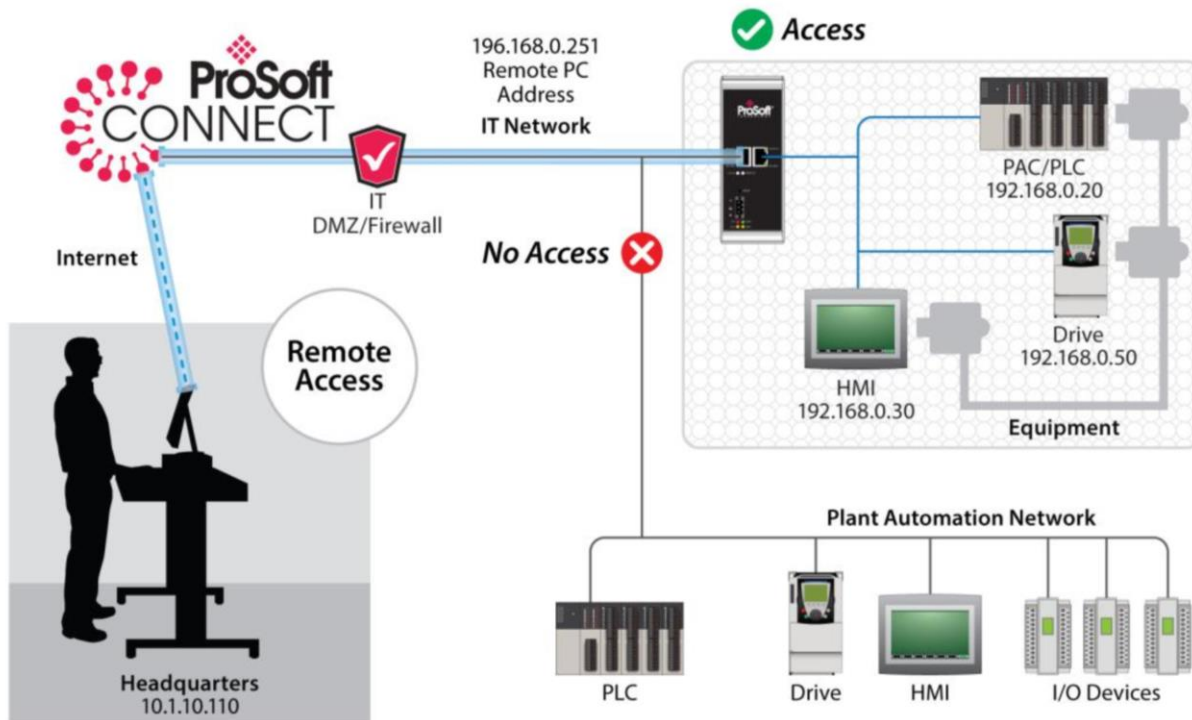 ProSoft
CONNECT
196.168.0.251
Remote PC
Address
IT Network
IT
DMZ/Firewall
Internet
Remote
Access
Headquarters
10.1.10.110
Access
No Access
ProSoft
PAC/PLC
192.168.0.20
Drive
192.168.0.50
HMI
192.168.0.30
Equipment
Plant Automation Network
PLC
Drive
HMI
I/O Devices